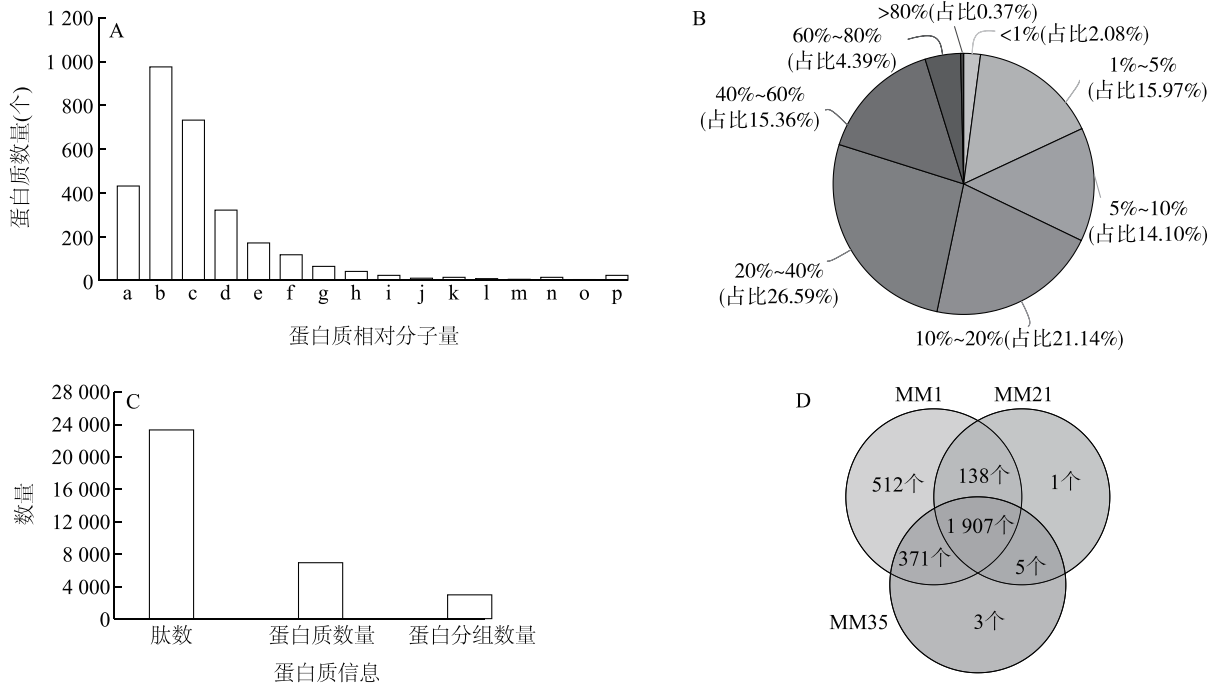 A
1 200
1 000
800
600
400
200
0
蛋白质数量(个)
a b c d e f g h i j k l m n o p
蛋白质相对分子量
B
>80%(占比0.37%)
<1%(占比2.08%)
60%~80%
(占比4.39%)
1%~5%
(占比15.97%)
40%~60%
(占比15.36%)
5%~10%
(占比14.10%)
20%~40%
(占比26.59%)
10%~20%(占比21.14%)
C
28 000
24 000
20 000
16 000
12 000
8 000
4 000
0
数量
肽数 蛋白质数量 蛋白分组数量
蛋白质信息
D
MM1 MM21
512个 138个 1个
1 907个
371个 5个
MM35 3个